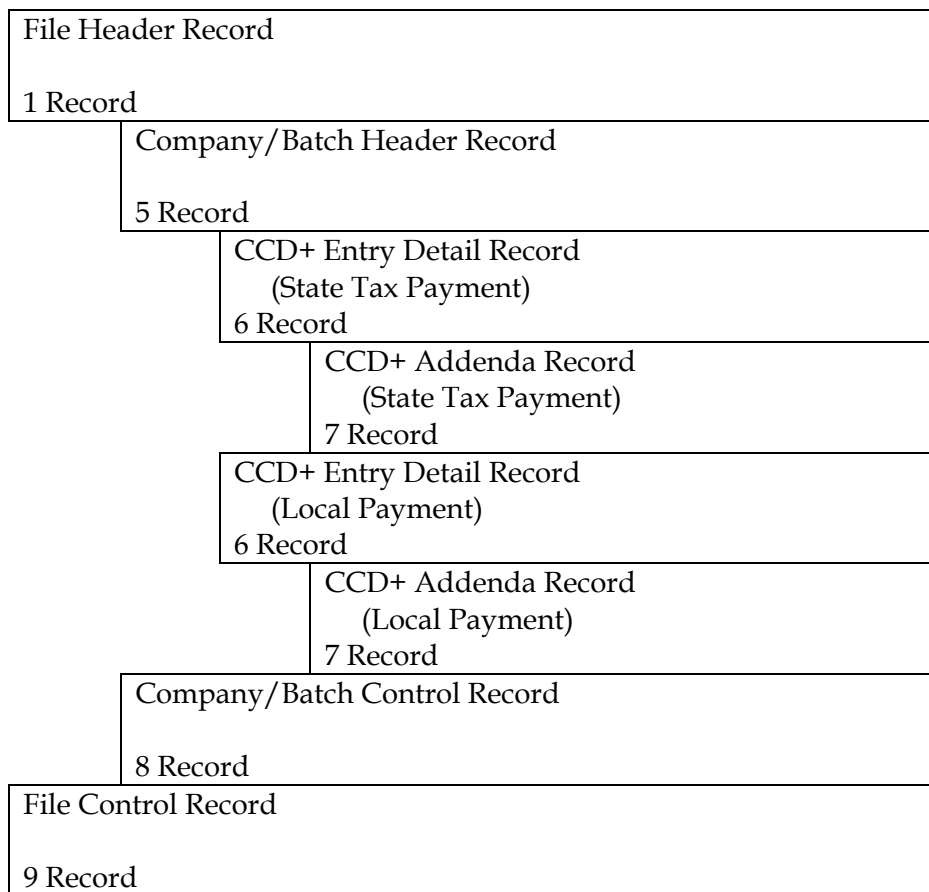 File Header Record
1 Record
Company/Batch Header Record
5 Record
CCD+ Entry Detail Record
(State Tax Payment)
6 Record
CCD+ Addenda Record
(State Tax Payment)
7 Record
CCD+ Entry Detail Record
(Local Payment)
6 Record
CCD+ Addenda Record
(Local Payment)
7 Record
Company/Batch Control Record
8 Record
File Control Record
9 Record